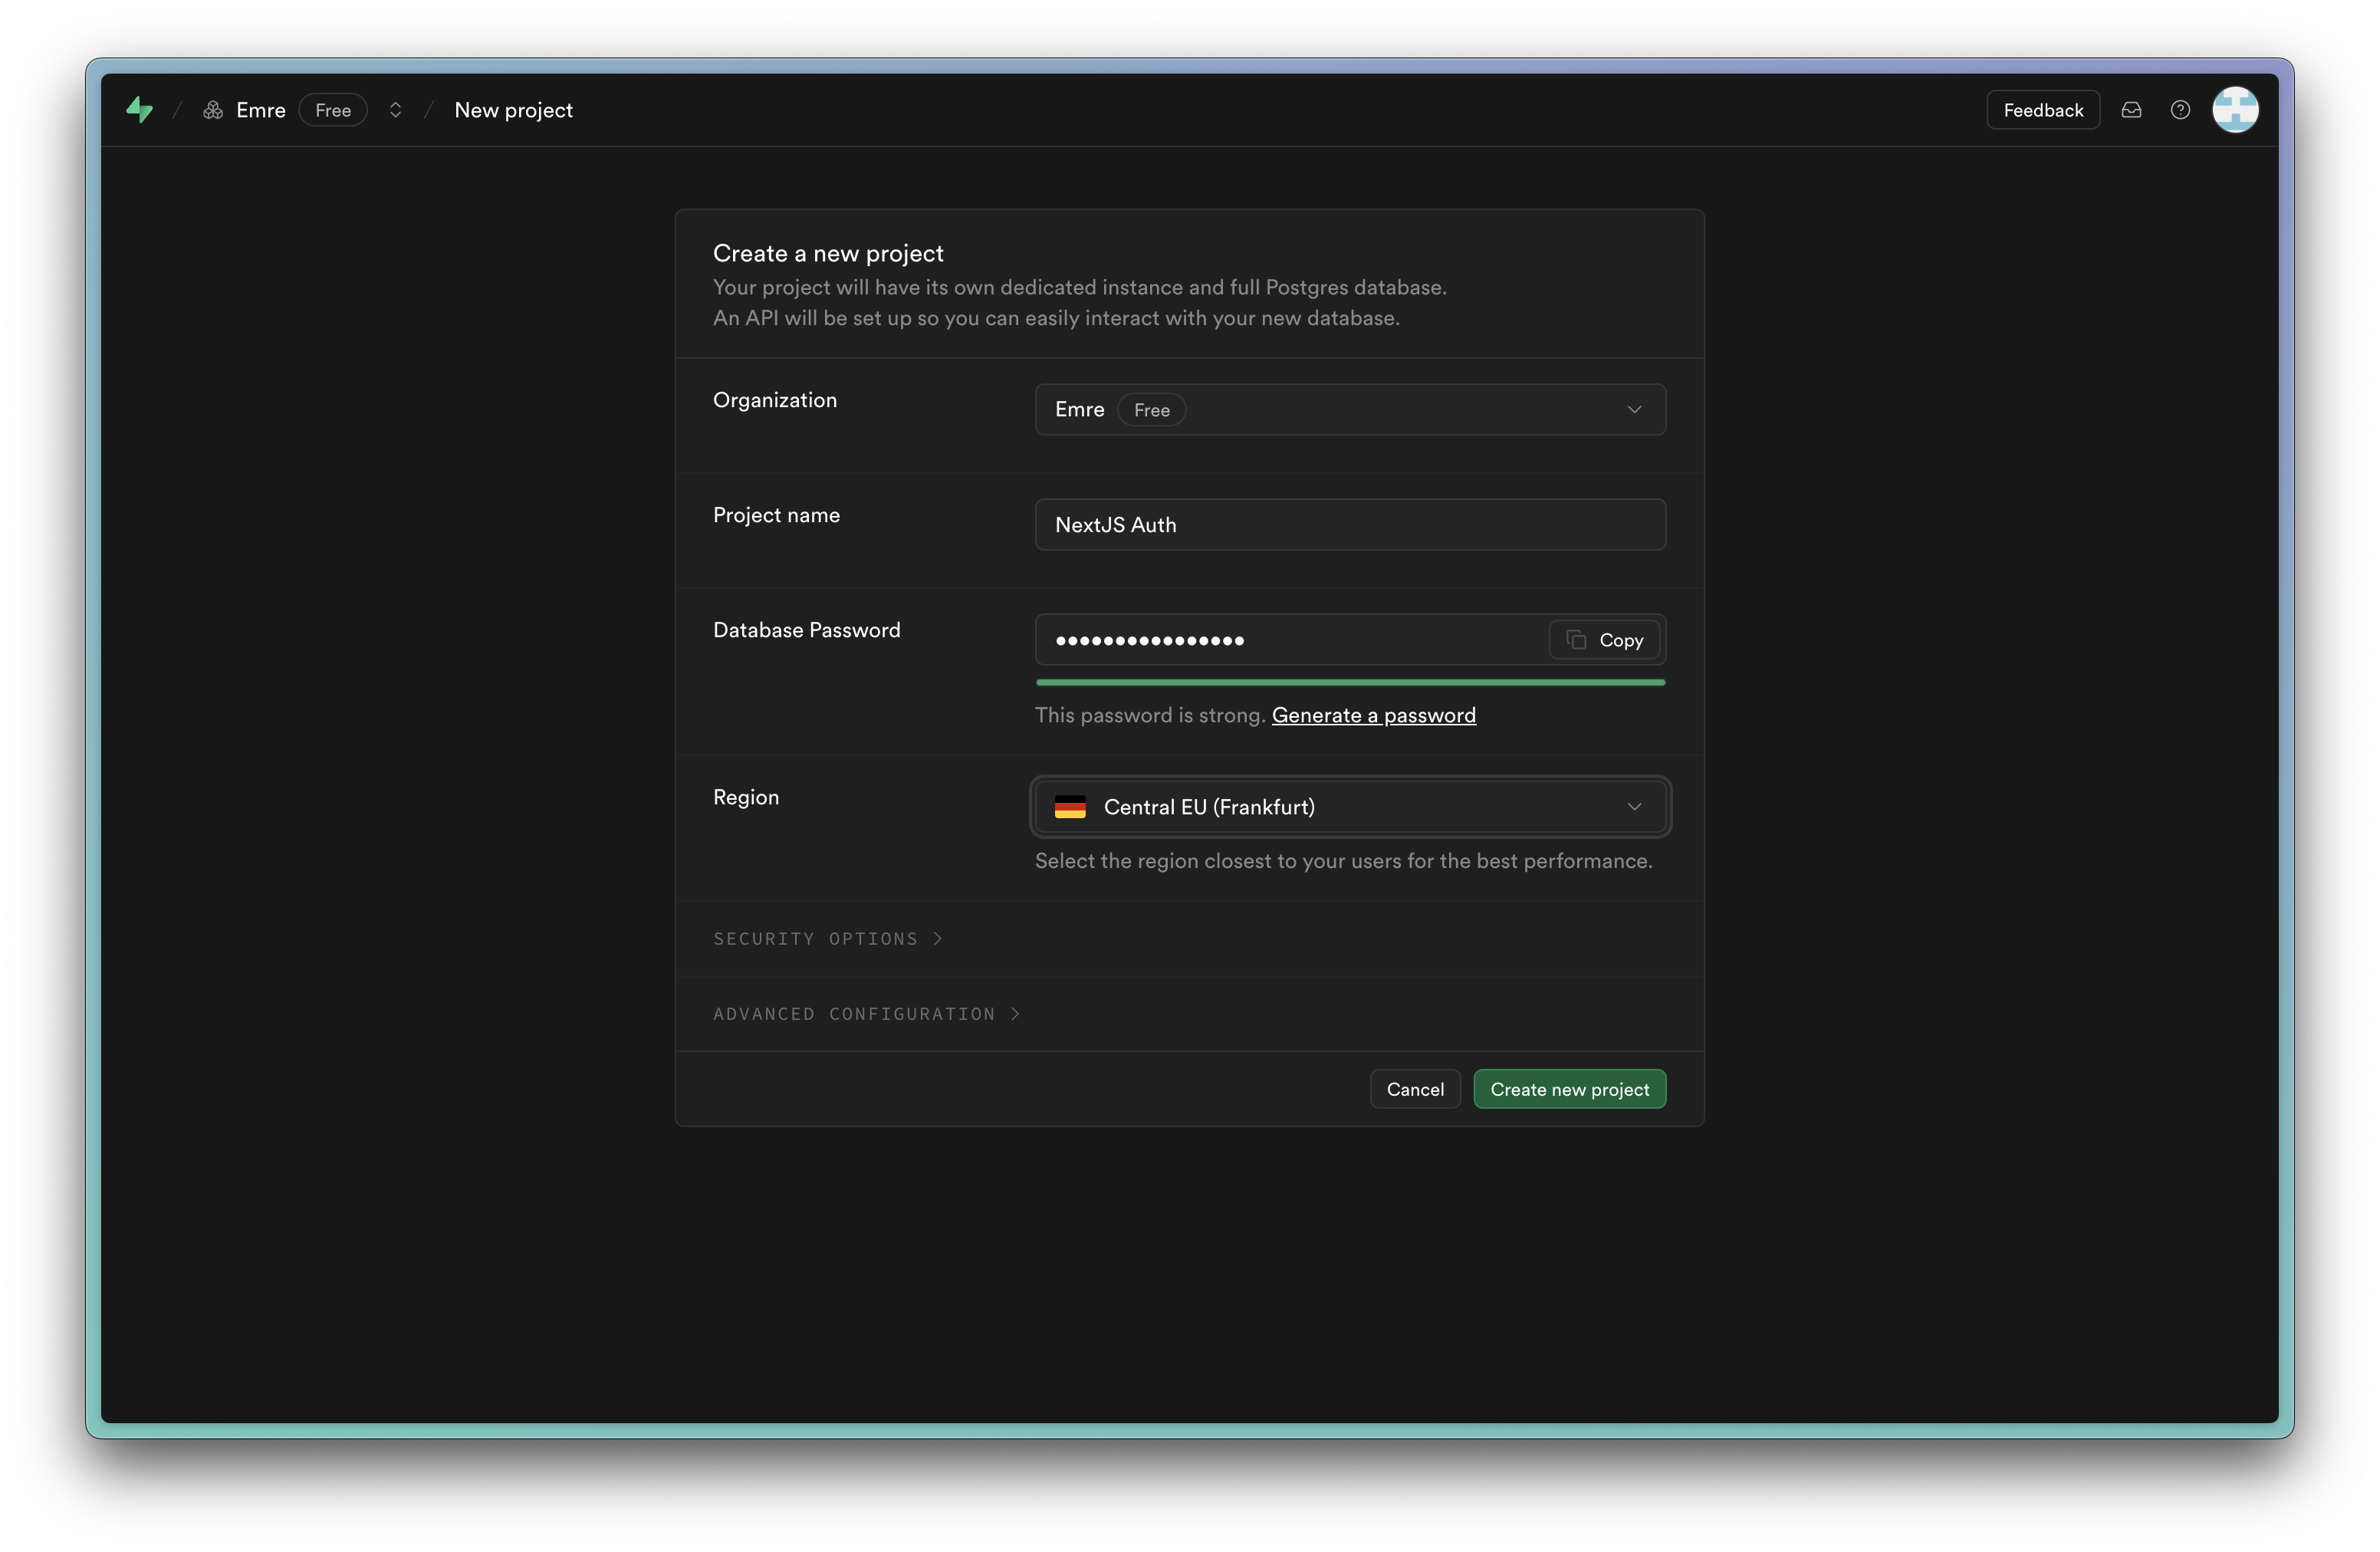 Emre Free New project Feedback
Create a new project
Your project will have its own dedicated instance and full Postgres database.
An API will be set up so you can easily interact with your new database.
Organization
Emre Free
Project name
NextJS Auth
Database Password
Copy
This password is strong. Generate a password
Region
Central EU (Frankfurt)
Select the region closest to your users for the best performance.
SECURITY OPTIONS
ADVANCED CONFIGURATION
Cancel Create new project